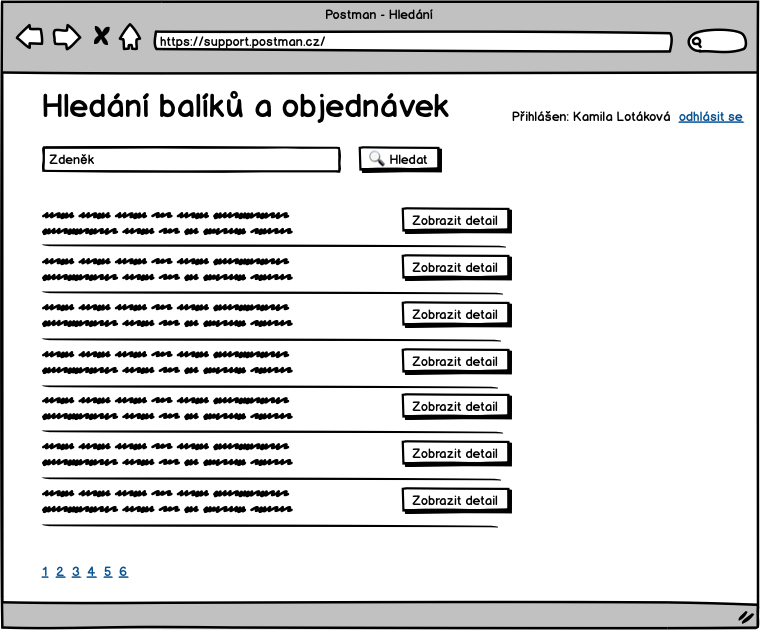 Postman - Hledání
https://support.postman.cz/
Hledání balíků a objednávek
Přihlášen: Kamila Lotáková odhlásit se
Zdeněk
Hledat
Zobrazit detail
Zobrazit detail
Zobrazit detail
Zobrazit detail
Zobrazit detail
Zobrazit detail
Zobrazit detail
1 2 3 4 5 6